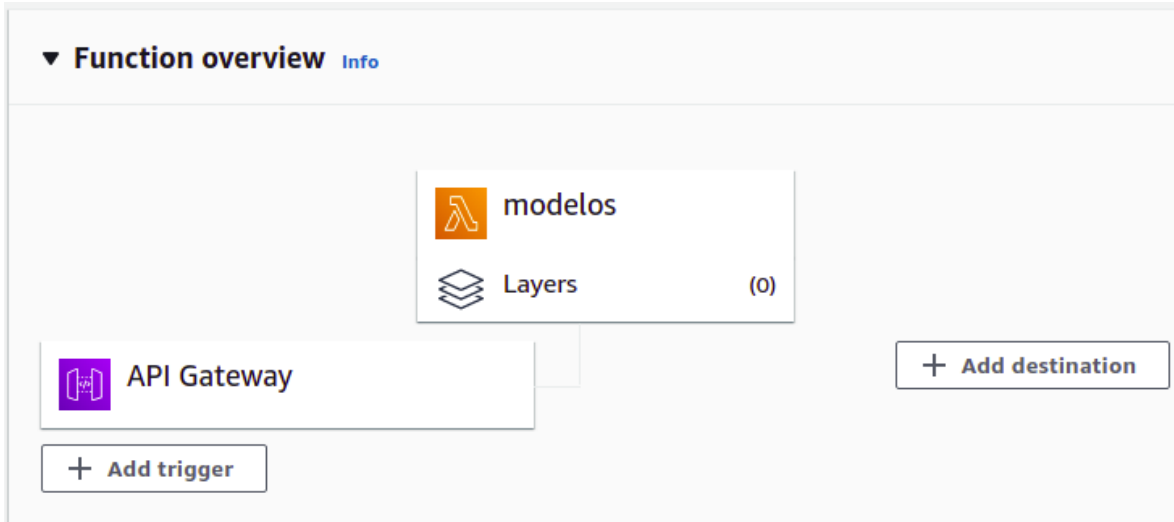 Function overview Info
modelos
Layers (0)
API Gateway
Add destination
Add trigger